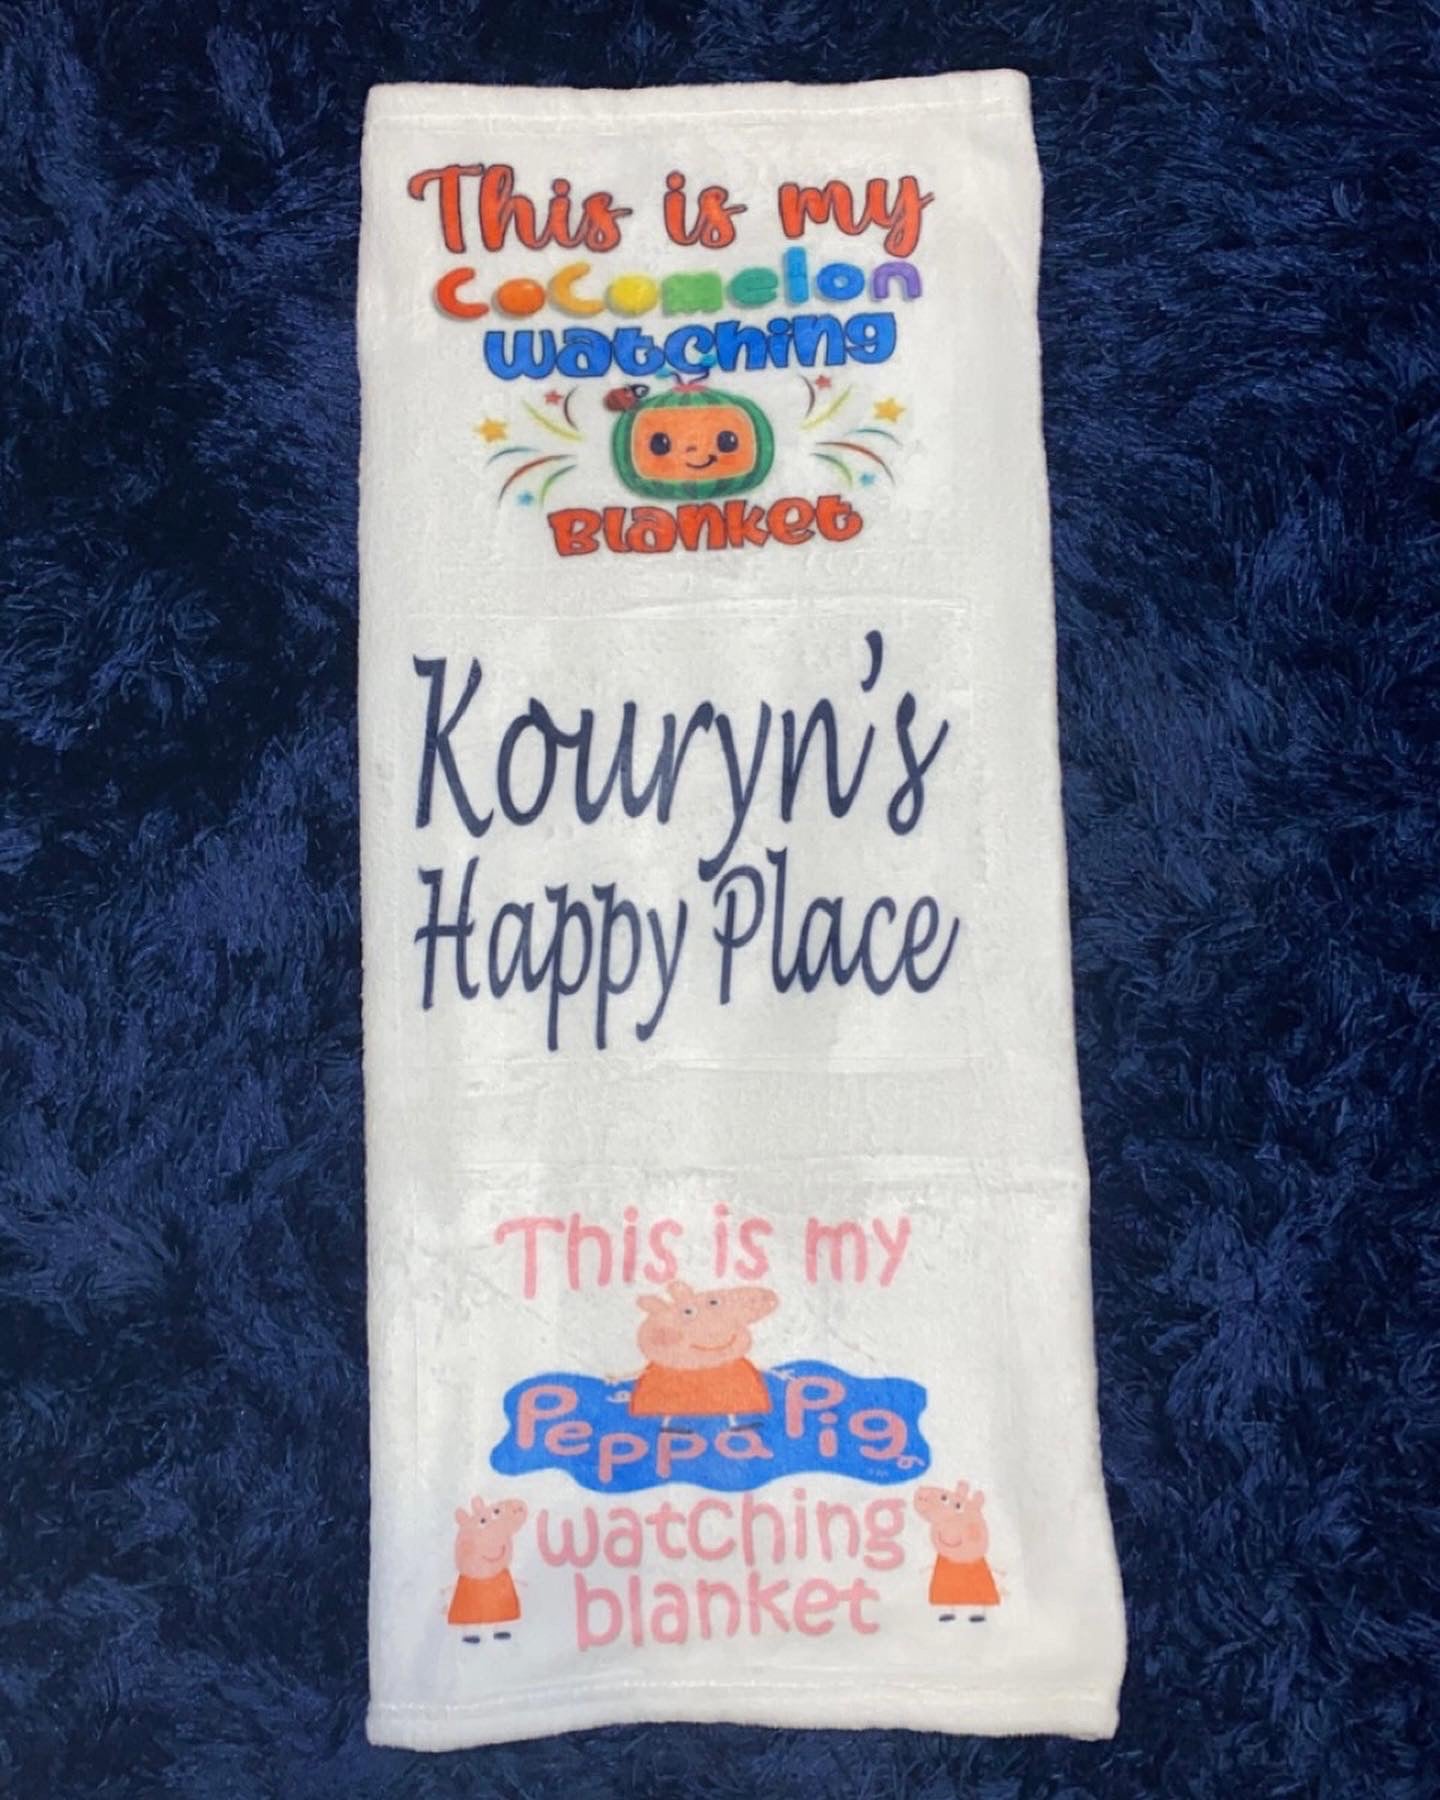 This is my
CoComelon
watching
Blanket
Kouryn's
Happy Place
This is my
Peppa Pig
watching
blanket